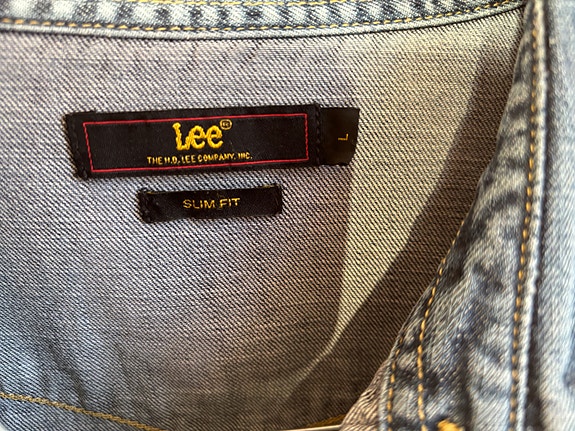 Lee®
THE H.D. LEE COMPANY, INC.
L
SLIM FIT